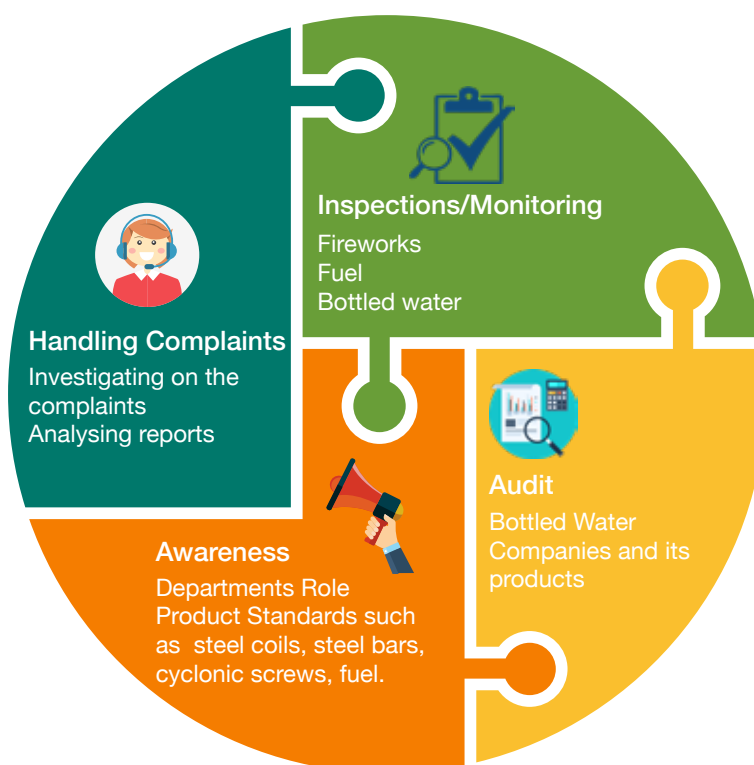 Inspections/Monitoring
Fireworks
Fuel
Bottled water
Handling Complaints
Investigating on the
complaints
Analysing reports
Audit
Bottled Water
Companies and its
products
Awareness
Departments Role
Product Standards such
as steel coils, steel bars,
cyclonic screws, fuel.